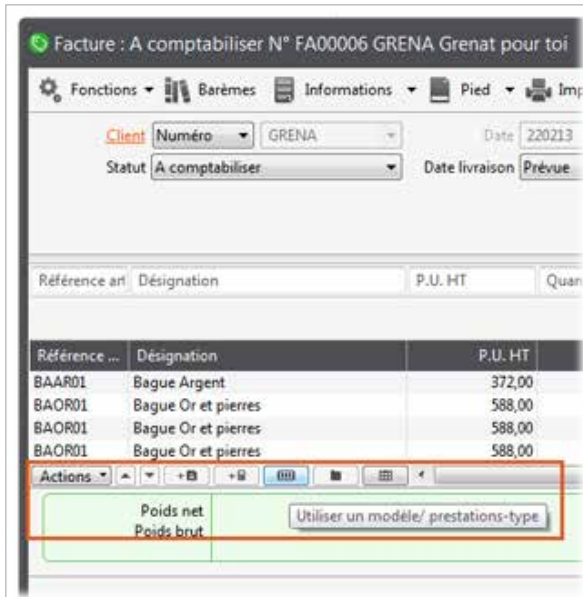 Facture : A comptabiliser N° FA00006 GRENA Grenat pour toi
Fonctions Barèmes Informations Pied Imp
Client Numéro GRENA Date 220213
Statut A comptabiliser Date livraison Prévue
Référence art Désignation P.U. HT Quan
Référence ... Désignation P.U. HT
BAAR01 Bague Argent 372,00
BAOR01 Bague Or et pierres 588,00
BAOR01 Bague Or et pierres 588,00
BAOR01 Bague Or et pierres 588,00
Actions
Poids net Utiliser un modèle/ prestations-type
Poids brut